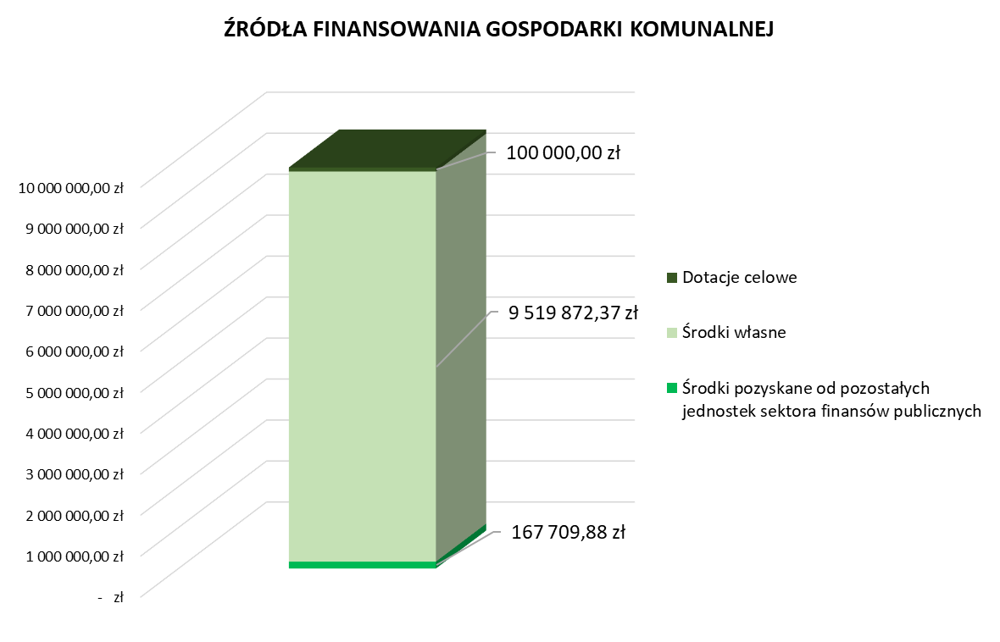 ŹRÓDŁA FINANSOWANIA GOSPODARKI KOMUNALNEJ
10 000 000,00 zł
9 000 000,00 zł
8 000 000,00 zł
7 000 000,00 zł
6 000 000,00 zł
5 000 000,00 zł
4 000 000,00 zł
3 000 000,00 zł
2 000 000,00 zł
1 000 000,00 zł
- zł
100 000,00 zł
9 519 872,37 zł
167 709,88 zł
Dotacje celowe
Środki własne
Środki pozyskane od pozostałych
jednostek sektora finansów publicznych